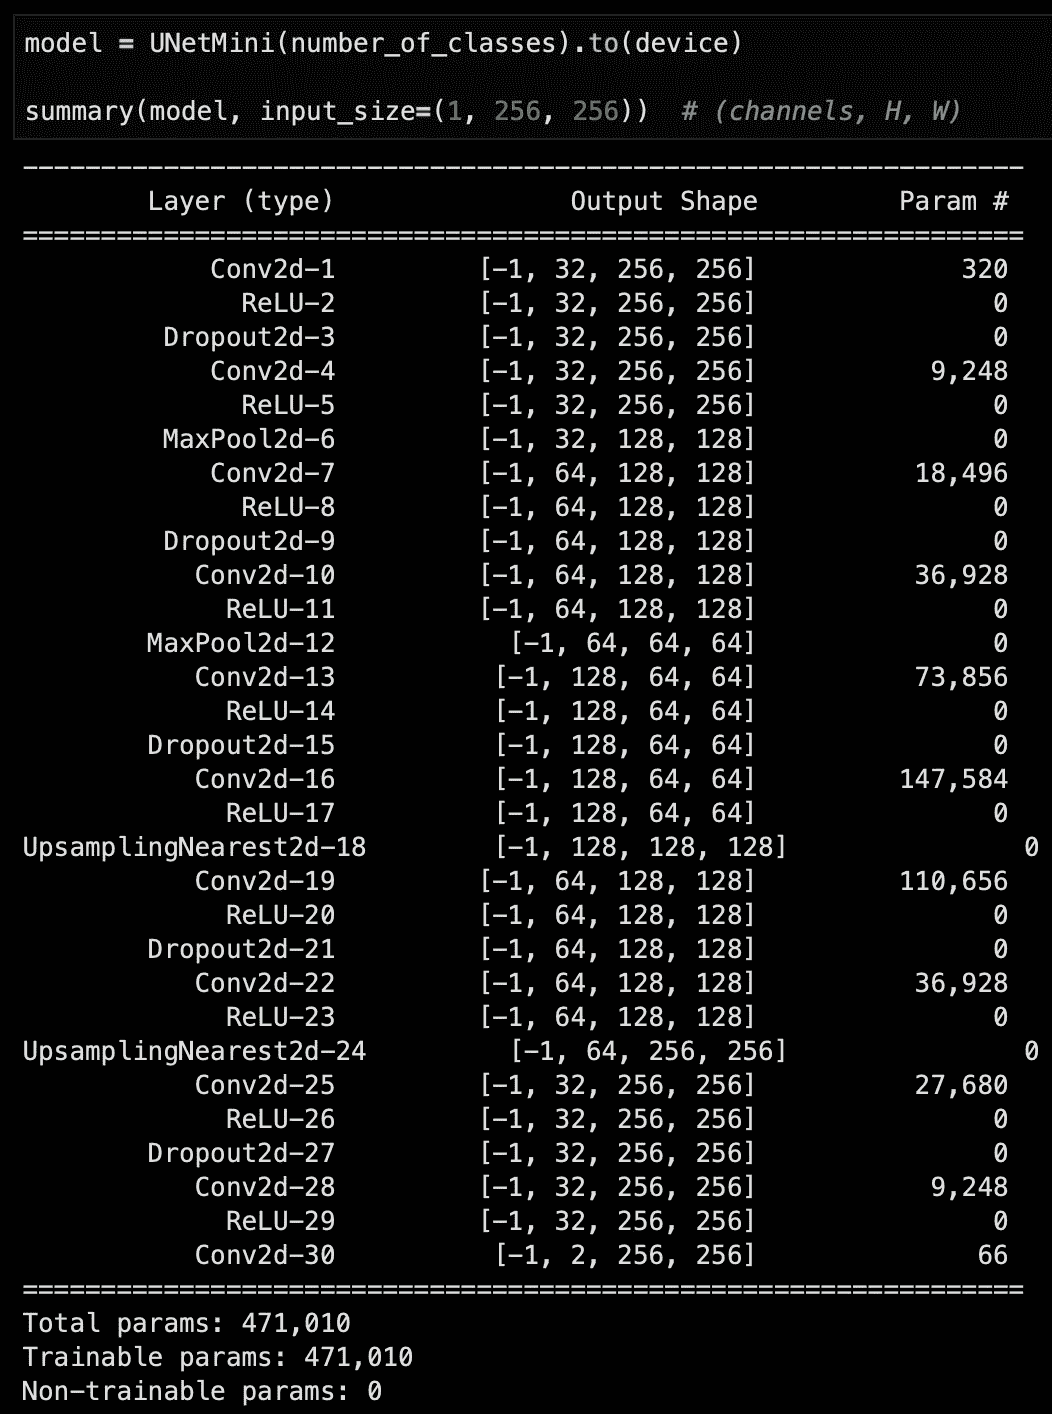 model = UNetMini(number_of_classes).to(device)
summary(model, input_size=(1, 256, 256))  # (channels, H, W)
----------------------------------------------------------------
Layer (type) Output Shape Param #
================================================================
Conv2d-1 [-1, 32, 256, 256] 320
ReLU-2 [-1, 32, 256, 256] 0
Dropout2d-3 [-1, 32, 256, 256] 0
Conv2d-4 [-1, 32, 256, 256] 9,248
ReLU-5 [-1, 32, 256, 256] 0
MaxPool2d-6 [-1, 32, 128, 128] 0
Conv2d-7 [-1, 64, 128, 128] 18,496
ReLU-8 [-1, 64, 128, 128] 0
Dropout2d-9 [-1, 64, 128, 128] 0
Conv2d-10 [-1, 64, 128, 128] 36,928
ReLU-11 [-1, 64, 128, 128] 0
MaxPool2d-12 [-1, 64, 64, 64] 0
Conv2d-13 [-1, 128, 64, 64] 73,856
ReLU-14 [-1, 128, 64, 64] 0
Dropout2d-15 [-1, 128, 64, 64] 0
Conv2d-16 [-1, 128, 64, 64] 147,584
ReLU-17 [-1, 128, 64, 64] 0
UpsamplingNearest2d-18 [-1, 128, 128, 128] 0
Conv2d-19 [-1, 64, 128, 128] 110,656
ReLU-20 [-1, 64, 128, 128] 0
Dropout2d-21 [-1, 64, 128, 128] 0
Conv2d-22 [-1, 64, 128, 128] 36,928
ReLU-23 [-1, 64, 128, 128] 0
UpsamplingNearest2d-24 [-1, 64, 256, 256] 0
Conv2d-25 [-1, 32, 256, 256] 27,680
ReLU-26 [-1, 32, 256, 256] 0
Dropout2d-27 [-1, 32, 256, 256] 0
Conv2d-28 [-1, 32, 256, 256] 9,248
ReLU-29 [-1, 32, 256, 256] 0
Conv2d-30 [-1, 2, 256, 256] 66
================================================================
Total params: 471,010
Trainable params: 471,010
Non-trainable params: 0